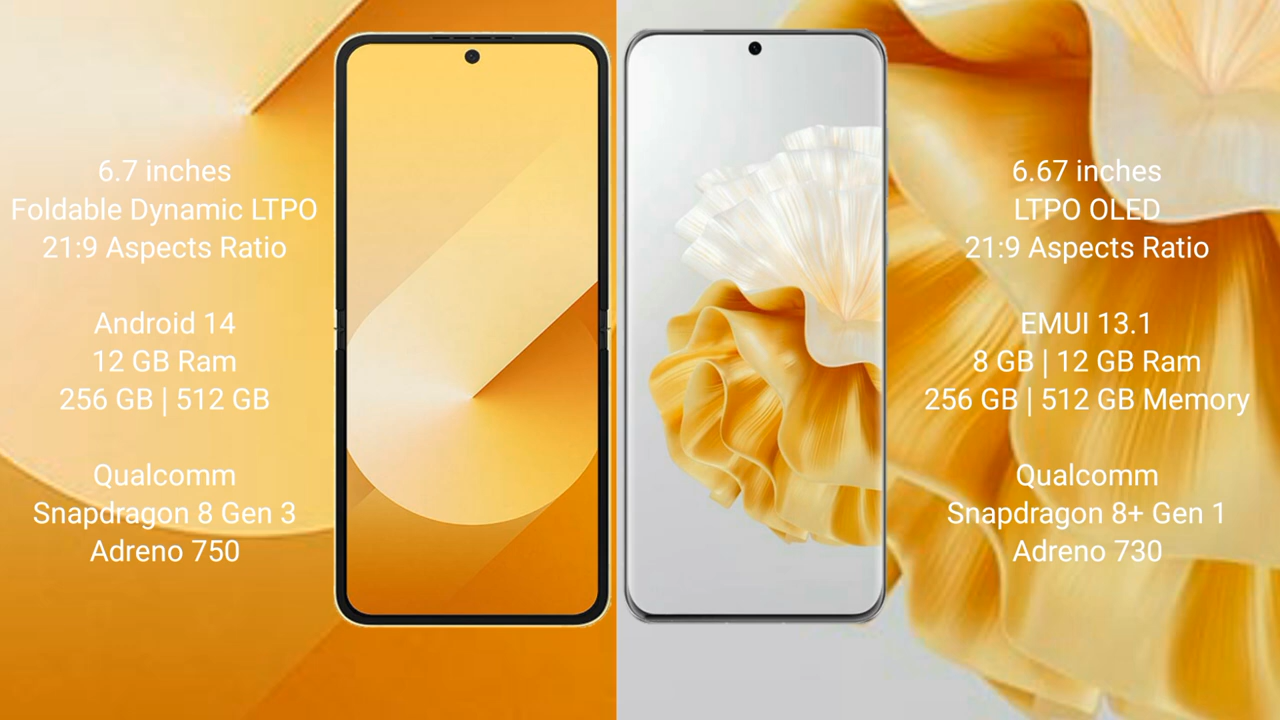 6.7 inches
Foldable Dynamic LTPO
21:9 Aspects Ratio
Android 14
12 GB Ram
256 GB | 512 GB
Qualcomm
Snapdragon 8 Gen 3
Adreno 750
6.67 inches
LTPO OLED
21:9 Aspects Ratio
EMUI 13.1
8 GB | 12 GB Ram
256 GB | 512 GB Memory
Qualcomm
Snapdragon 8+ Gen 1
Adreno 730